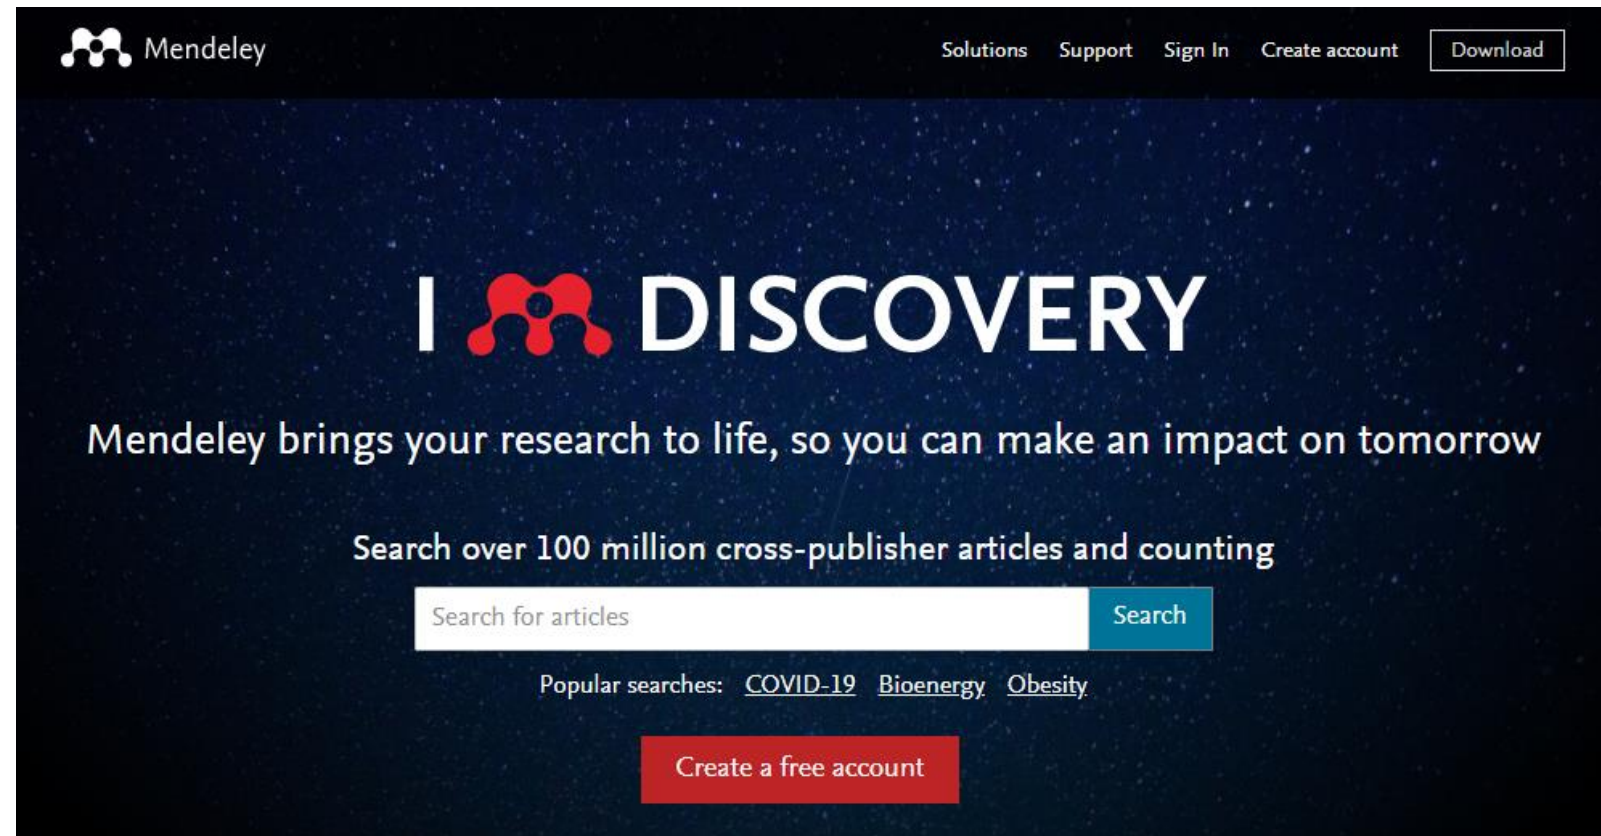 Mendeley
Solutions Support Sign In Create account Download
I DISCOVERY
Mendeley brings your research to life, so you can make an impact on tomorrow
Search over 100 million cross-publisher articles and counting
Search for articles Search
Popular searches: COVID-19 Bioenergy Obesity
Create a free account